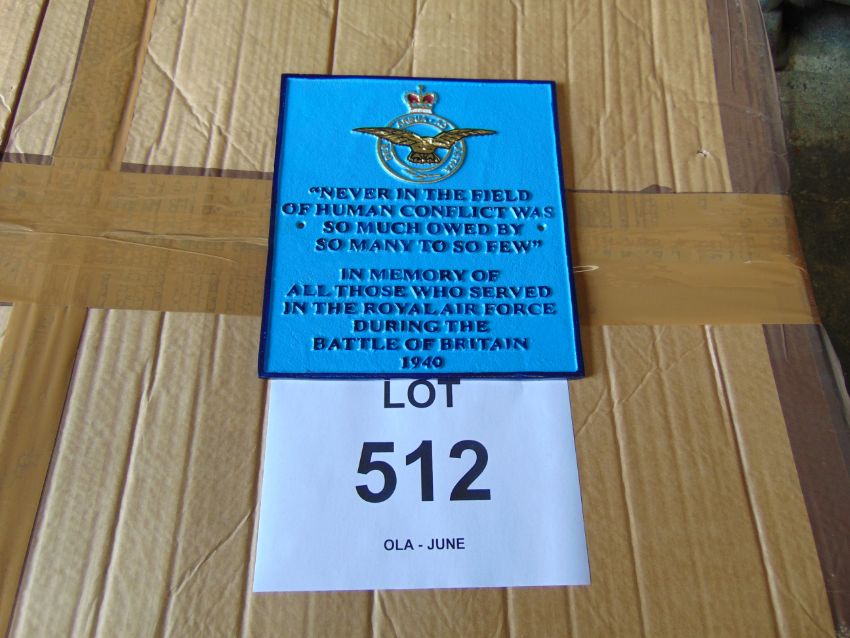 "NEVER IN THE FIELD
OF HUMAN CONFLICT WAS
SO MUCH OWED BY
SO MANY TO SO FEW"
IN MEMORY OF
ALL THOSE WHO SERVED
IN THE ROYAL AIR FORCE
DURING THE
BATTLE OF BRITAIN
1940
LOT
512
OLA - JUNE